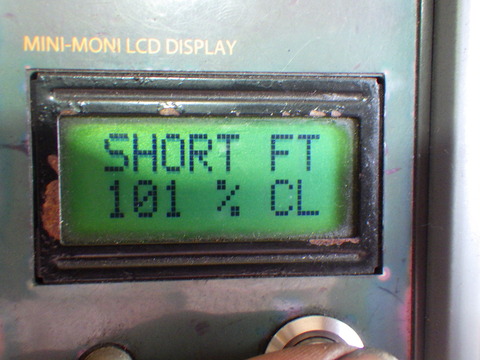 MINI-MONI LCD DISPLAY
SHORT FT
101 % CL